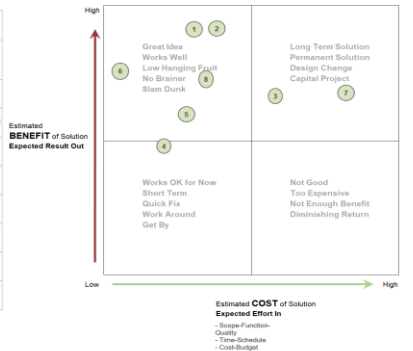 High
1
2
Great Idea
Works Well
Low Hanging Fruit
No Brainer
Slam Dunk
Long Term Solution
Permanent Solution
Design Change
Capital Project
6
8
3
7
5
4
Estimated
BENEFIT of Solution
Expected Result Out
Works OK for Now
Short Term
Quick Fix
Work Around
Get By
Not Good
Too Expensive
Not Enough Benefit
Diminishing Return
Low
High
Estimated COST of Solution
Expected Effort In
- Scope-Function-
Quality
- Time-Schedule
- Cost-Budget